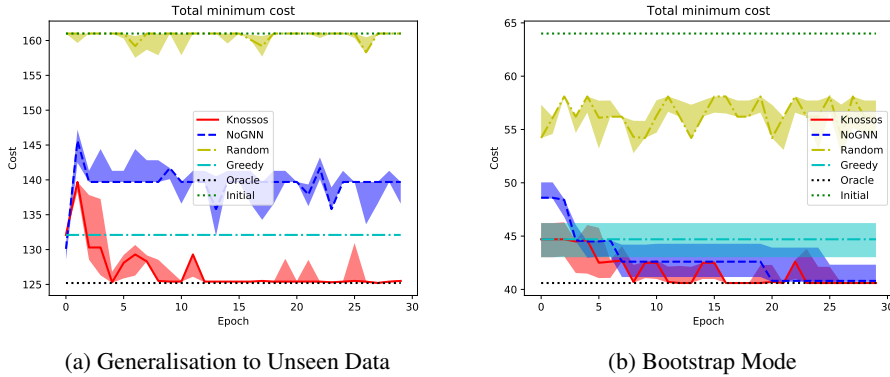 Total minimum cost
160
155
150
145
140
135
130
125
Cost
0
5
10
15
20
25
30
Epoch
Knossos
NoGNN
Random
Greedy
Oracle
Initial
(a) Generalisation to Unseen Data
Total minimum cost
65
60
55
50
45
40
Cost
0
5
10
15
20
25
30
Epoch
Knossos
NoGNN
Random
Greedy
Oracle
Initial
(b) Bootstrap Mode